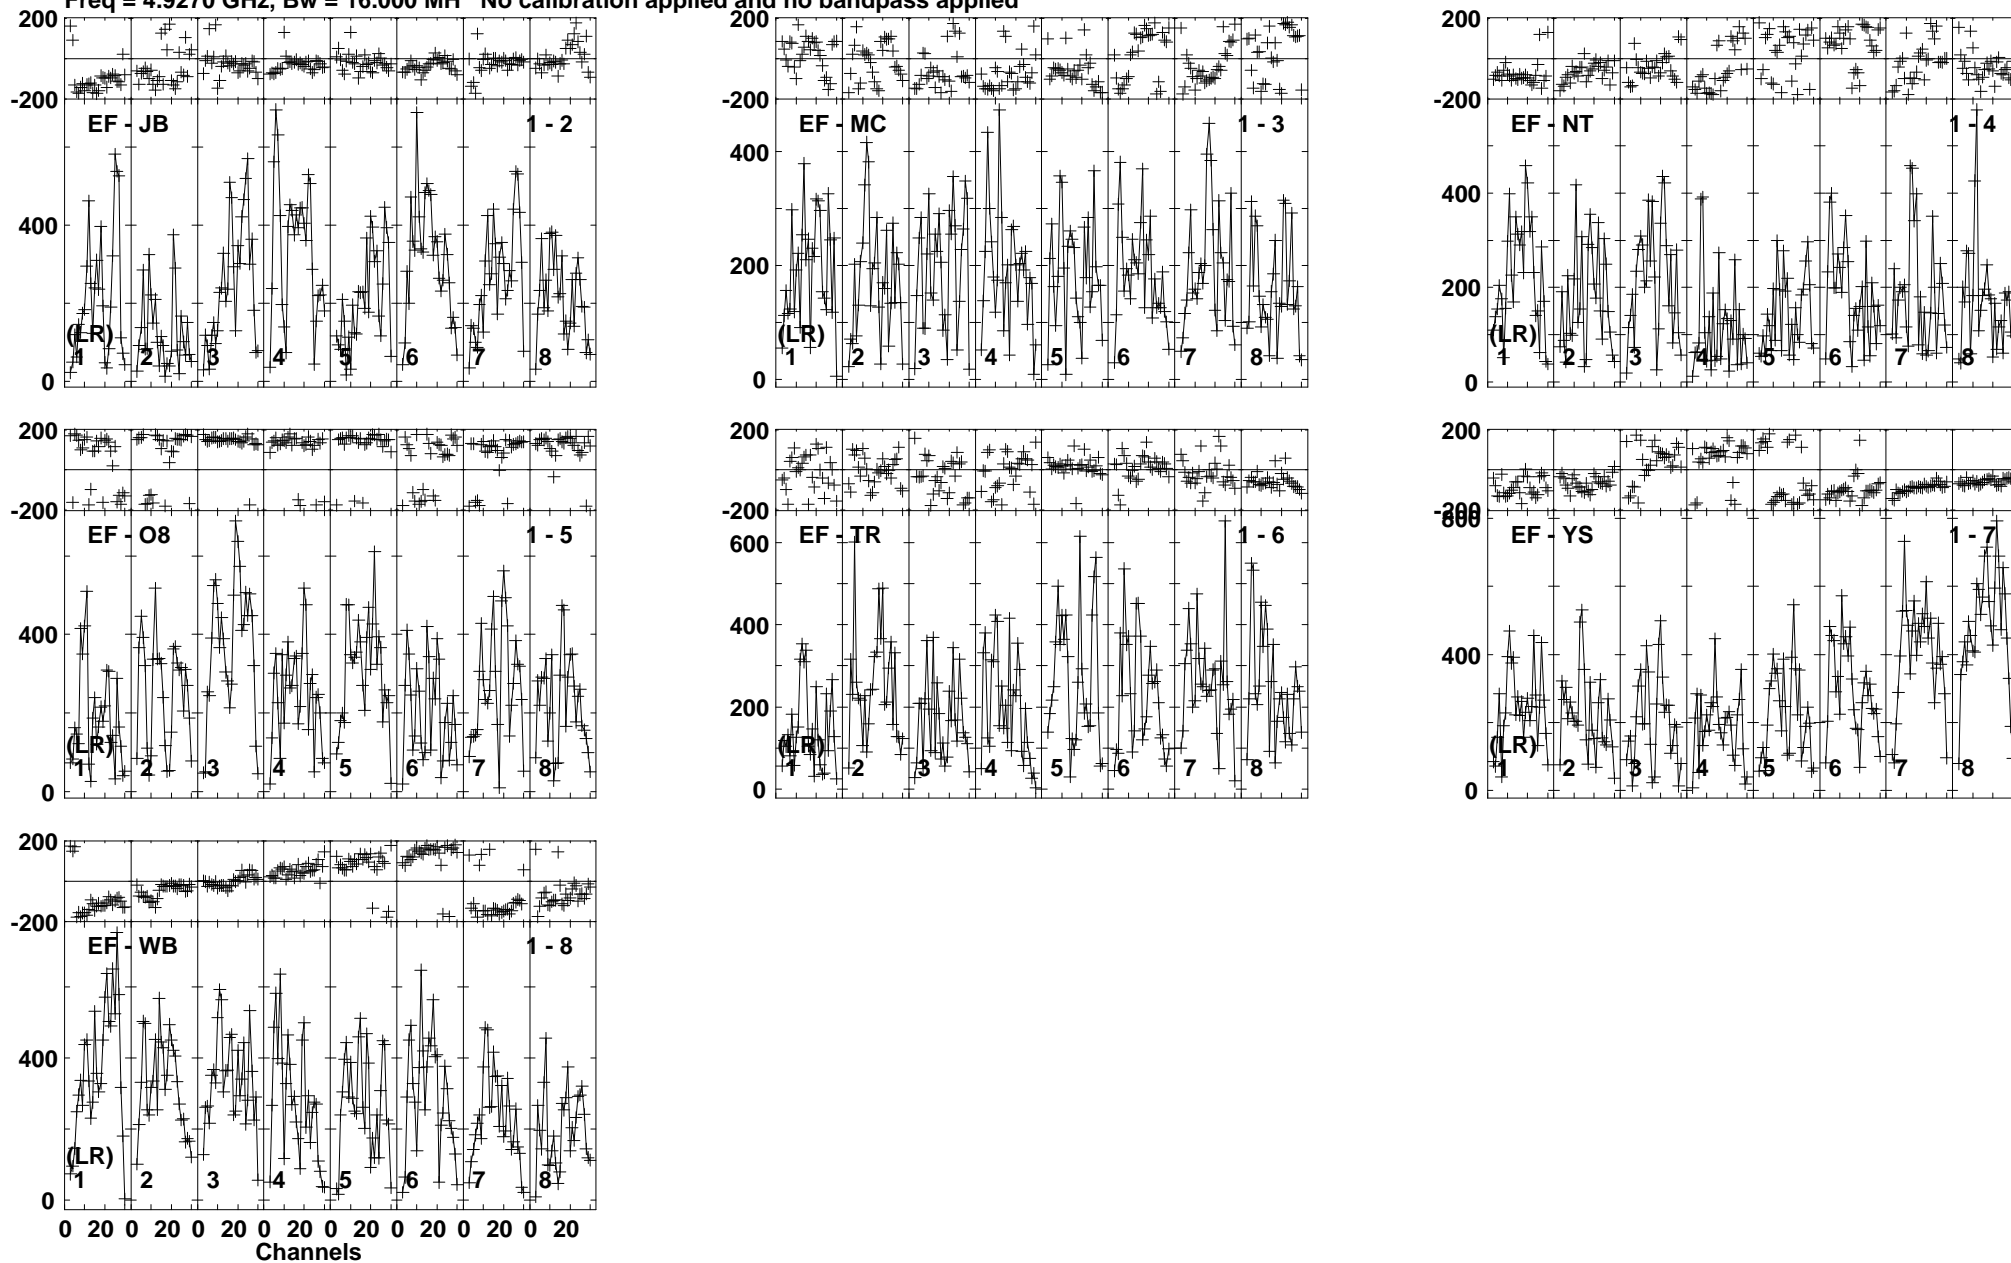 Freq = 4.9270 GHz, Bw = 16.000 MH No calibration applied and no bandpass applied
200
-200
EF - JB 1 - 2
400
(LR)
1 2 3 4 5 6 7 8
0
200
-200
EF - MC 1 - 3
400
200
(LR)
1 2 3 4 5 6 7 8
0
200
-200
EF - NT 1 - 4
400
200
(LR)
1 2 3 4 5 6 7 8
0
200
-200
EF - O8 1 - 5
400
(LR)
1 2 3 4 5 6 7 8
0
200
-200
EF - TR 1 - 6
600
400
200
(LR)
1 2 3 4 5 6 7 8
0
200
-200
800
EF - YS 1 - 7
400
200
(LR)
1 2 3 4 5 6 7 8
0
200
-200
EF - WB 1 - 8
400
(LR)
1 2 3 4 5 6 7 8
0
0 20 0 20 0 20 0 20 0 20 0 20 0 20 0 20
Channels